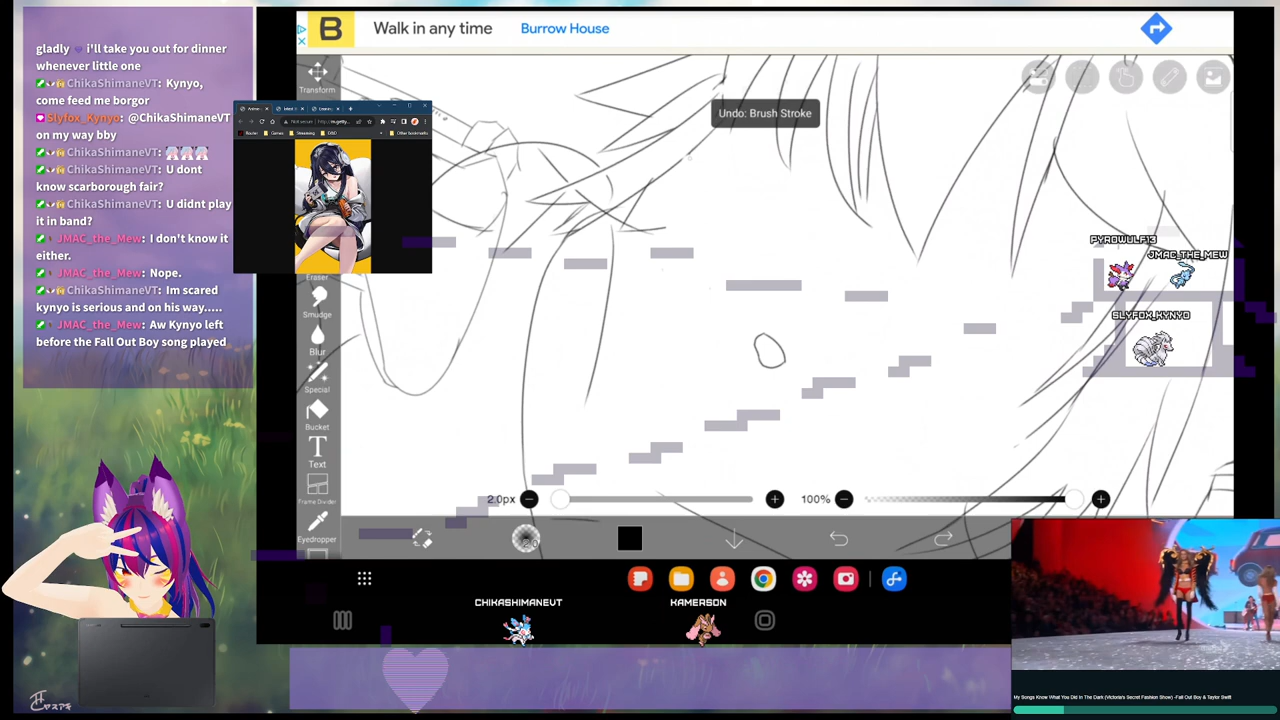 gladly i'll take you out for dinner
whenever little one
ChikaShimaneVT: Kynyo,
come feed me borgor
Slyfox_Kynyo: @ChikaShimaneVT
on my way bby
ChikaShimaneVT:
ChikaShimaneVT: U dont
know scarborough fair?
ChikaShimaneVT: U didnt play
it in band?
JMAC_the_Mew: I don't know it
either.
JMAC_the_Mew: Nope.
ChikaShimaneVT: Im scared
kynyo is serious and on his way.....
JMAC_the_Mew: Aw Kynyo left
before the Fall Out Boy song played
B
Walk in any time
Burrow House
Transform
Undo: Brush Stroke
Eraser
Smudge
Blur
Special
Bucket
Text
Frame Divider
Eyedropper
2.0px
100%
PYROWULF13
JMAC_THE_MEW
SLYFOX_KYNYO
CHIKASHIMANEVT
KAMERSON
My Songs Know What You Did In The Dark (Victoria's Secret Fashion Show) -Fall Out Boy & Taylor Swift